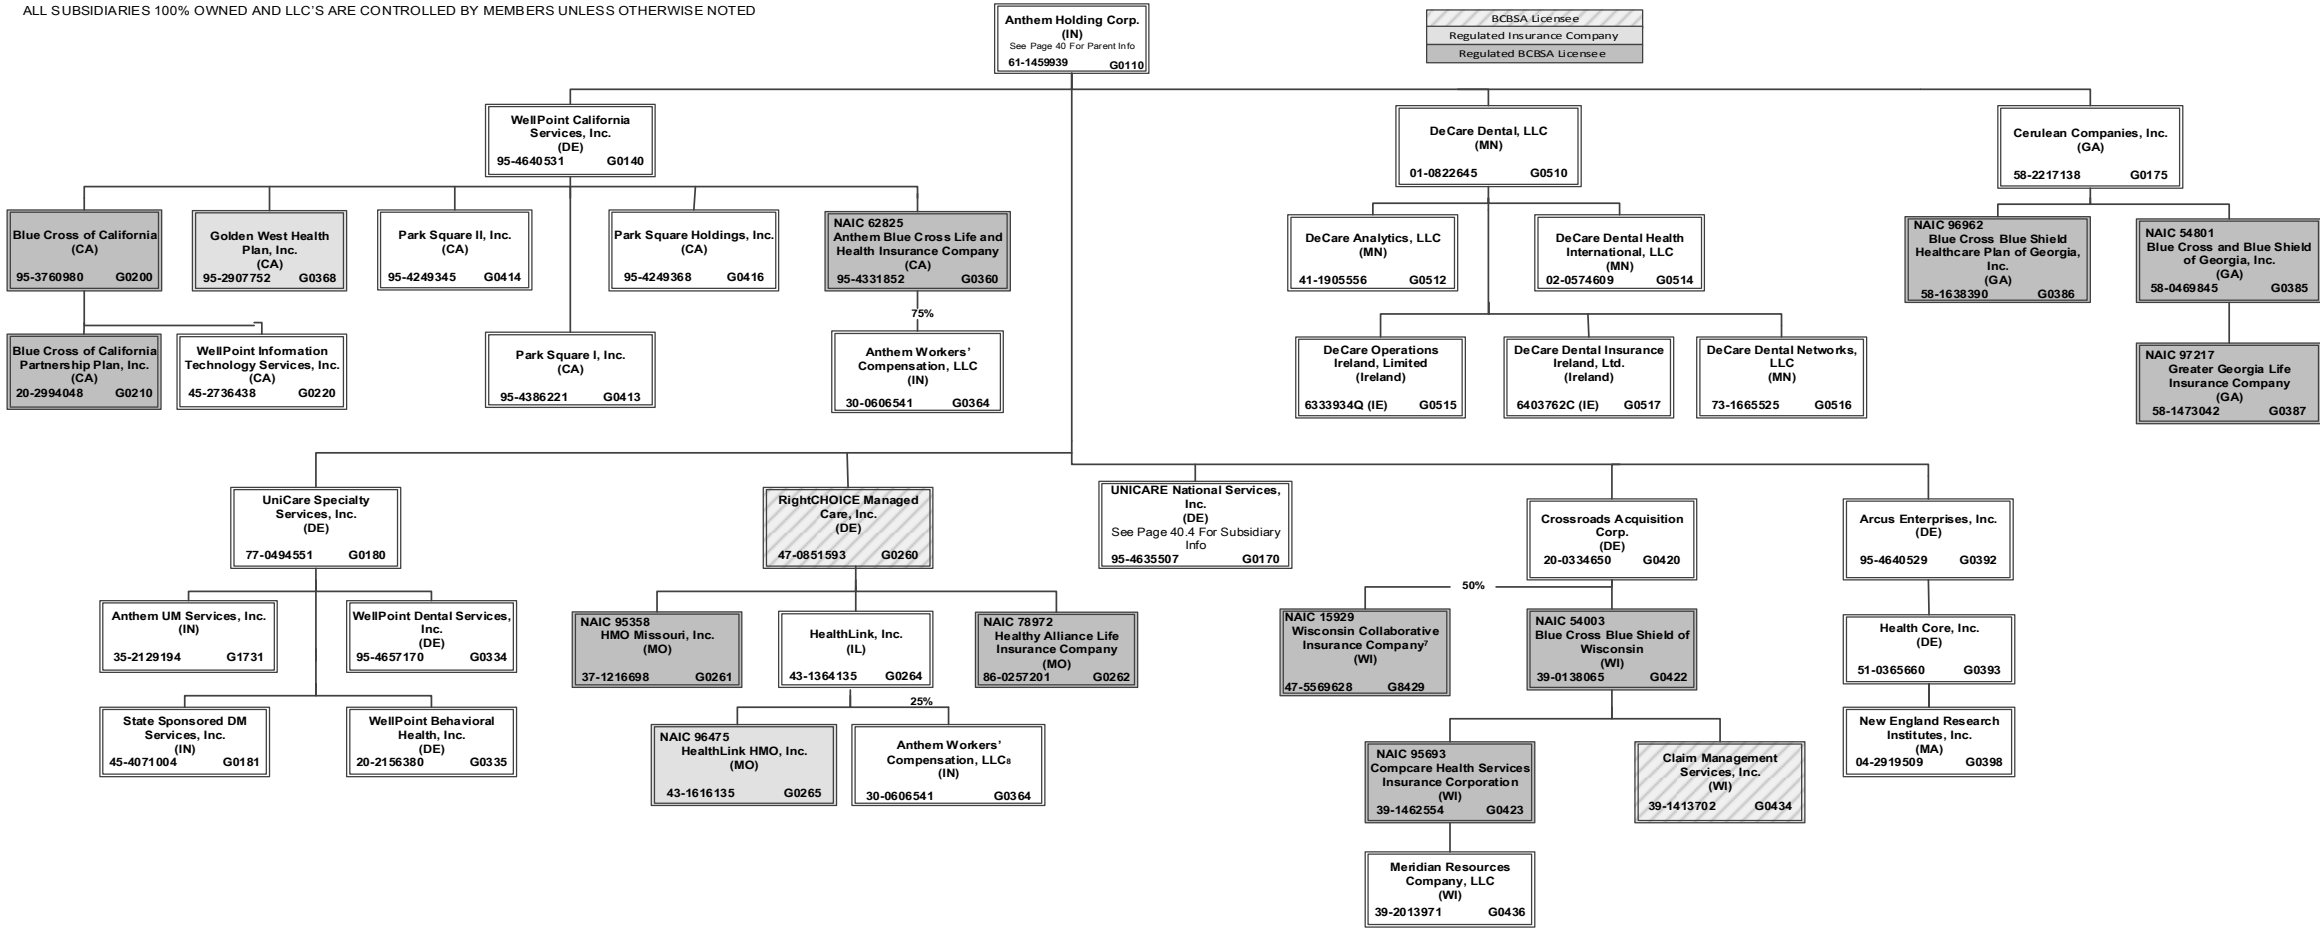 ALL SUBSIDIARIES 100% OWNED AND LLC'S ARE CONTROLLED BY MEMBERS UNLESS OTHERWISE NOTED
Anthem Holding Corp.
(IN)
See Page 40 For Parent Info
61-1459939 G0110
BCBSA Licensee
Regulated Insurance Company
Regulated BCBSA Licensee
WellPoint California
Services, Inc.
(DE)
95-4640531 G0140
DeCare Dental, LLC
(MN)
01-0822645 G0510
Cerulean Companies, Inc.
(GA)
58-2217138 G0175
Blue Cross of California
(CA)
95-3760980 G0200
Golden West Health
Plan, Inc.
(CA)
95-2907752 G0368
Park Square II, Inc.
(CA)
95-4249345 G0414
Park Square Holdings, Inc.
(CA)
95-4249368 G0416
NAIC 62825
Anthem Blue Cross Life and
Health Insurance Company
(CA)
95-4331852 G0360
DeCare Analytics, LLC
(MN)
41-1905556 G0512
DeCare Dental Health
International, LLC
(MN)
02-0574609 G0514
NAIC 96962
Blue Cross Blue Shield
Healthcare Plan of Georgia,
Inc.
(GA)
58-1638390 G0386
NAIC 54801
Blue Cross and Blue Shield
of Georgia, Inc.
(GA)
58-0469845 G0385
75%
Blue Cross of California
Partnership Plan, Inc.
(CA)
20-2994048 G0210
WellPoint Information
Technology Services, Inc.
(CA)
45-2736438 G0220
Park Square I, Inc.
(CA)
95-4386221 G0413
Anthem Workers'
Compensation, LLC
(IN)
30-0606541 G0364
DeCare Operations
Ireland, Limited
(Ireland)
6333934Q (IE) G0515
DeCare Dental Insurance
Ireland, Ltd.
(Ireland)
6403762C (IE) G0517
DeCare Dental Networks,
LLC
(MN)
73-1665525 G0516
NAIC 97217
Greater Georgia Life
Insurance Company
(GA)
58-1473042 G0387
UniCare Specialty
Services, Inc.
(DE)
77-0494551 G0180
RightCHOICE Managed
Care, Inc.
(DE)
47-0851593 G0260
UNICARE National Services,
Inc.
(DE)
See Page 40.4 For Subsidiary
Info
95-4635507 G0170
Crossroads Acquisition
Corp.
(DE)
20-0334650 G0420
Arcus Enterprises, Inc.
(DE)
95-4640529 G0392
50%
Anthem UM Services, Inc.
(IN)
35-2129194 G1731
WellPoint Dental Services,
Inc.
(DE)
95-4657170 G0334
NAIC 95358
HMO Missouri, Inc.
(MO)
37-1216698 G0261
HealthLink, Inc.
(IL)
43-1364135 G0264
NAIC 78972
Healthy Alliance Life
Insurance Company
(MO)
86-0257201 G0262
NAIC 15929
Wisconsin Collaborative
Insurance Company⁷
(WI)
47-5569628 G8429
NAIC 54003
Blue Cross Blue Shield of
Wisconsin
(WI)
39-0138065 G0422
Health Core, Inc.
(DE)
51-0365660 G0393
25%
State Sponsored DM
Services, Inc.
(IN)
45-4071004 G0181
WellPoint Behavioral
Health, Inc.
(DE)
20-2156380 G0335
NAIC 96475
HealthLink HMO, Inc.
(MO)
43-1616135 G0265
Anthem Workers'
Compensation, LLC₈
(IN)
30-0606541 G0364
NAIC 95693
Compcare Health Services
Insurance Corporation
(WI)
39-1462554 G0423
Claim Management
Services, Inc.
(WI)
39-1413702 G0434
New England Research
Institutes, Inc.
(MA)
04-2919509 G0398
Meridian Resources
Company, LLC
(WI)
39-2013971 G0436